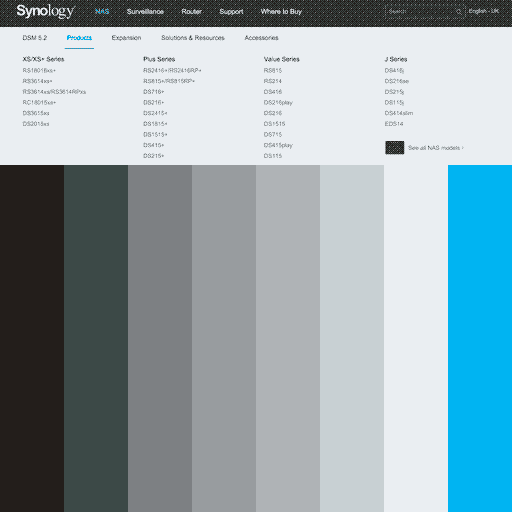 Synology NAS Surveillance Router Support Where to Buy Search English - UK
DSM 5.2 Products Expansion Solutions & Resources Accessories
XS/XS+ Series
RS18016xs+
RS3614xs+
RS3614xs/RS3614RPxs
RC18015xs+
DS3615xs
DS2015xs
Plus Series
RS2416+/RS2416RP+
RS815+/RS815RP+
DS716+
DS216+
DS2415+
DS1815+
DS1515+
DS415+
DS215+
Value Series
RS815
RS214
DS416
DS216play
DS216
DS1515
DS715
DS415play
DS115
J Series
DS416j
DS216se
DS215j
DS115j
DS414slim
EDS14
See all NAS models ›